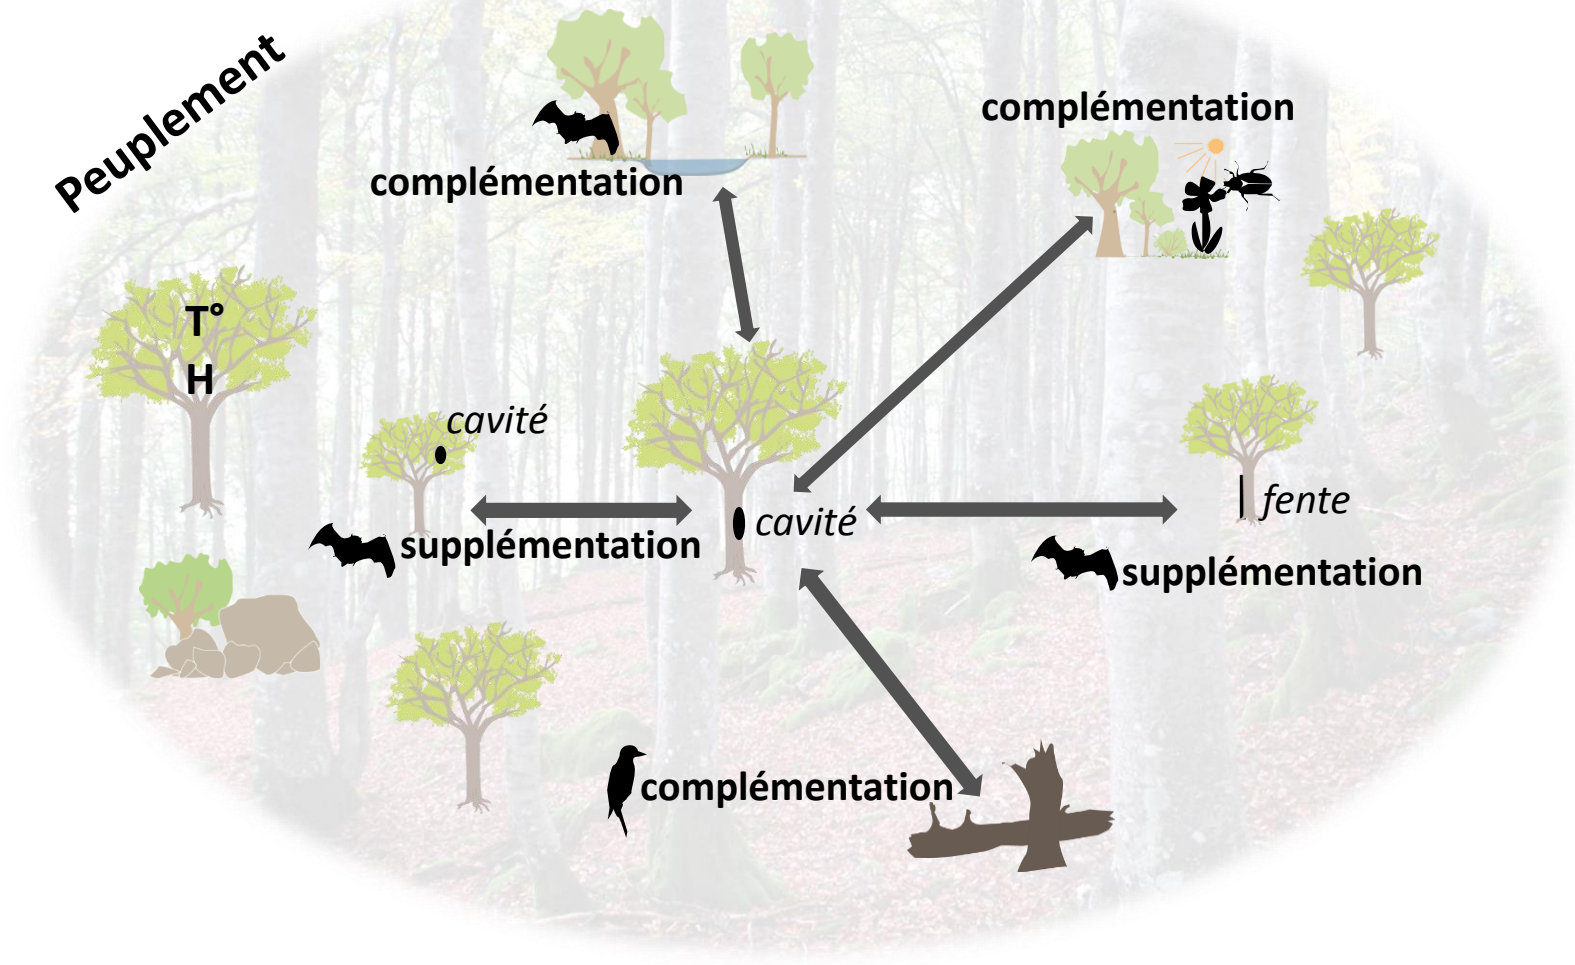 Peuplement
complémentation
complémentation
T°
H
cavité
cavité
fente
supplémentation
supplémentation
complémentation